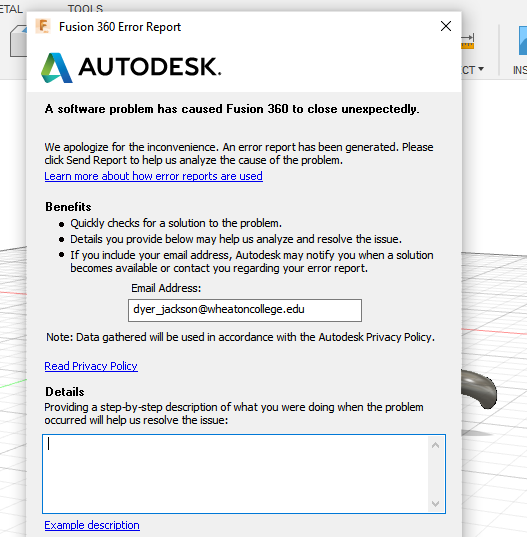 ETAL TOOLS
Fusion 360 Error Report
AUTODESK.
CT
INS
A software problem has caused Fusion 360 to close unexpectedly.
We apologize for the inconvenience. An error report has been generated. Please
click Send Report to help us analyze the cause of the problem.
Learn more about how error reports are used
Benefits
Quickly checks for a solution to the problem.
Details you provide below may help us analyze and resolve the issue.
If you include your email address, Autodesk may notify you when a solution
becomes available or contact you regarding your error report.
Email Address:
dyer_jackson@wheatoncollege.edu
Note: Data gathered will be used in accordance with the Autodesk Privacy Policy.
Read Privacy Policy
Details
Providing a step-by-step description of what you were doing when the problem
occurred will help us resolve the issue:
Example description